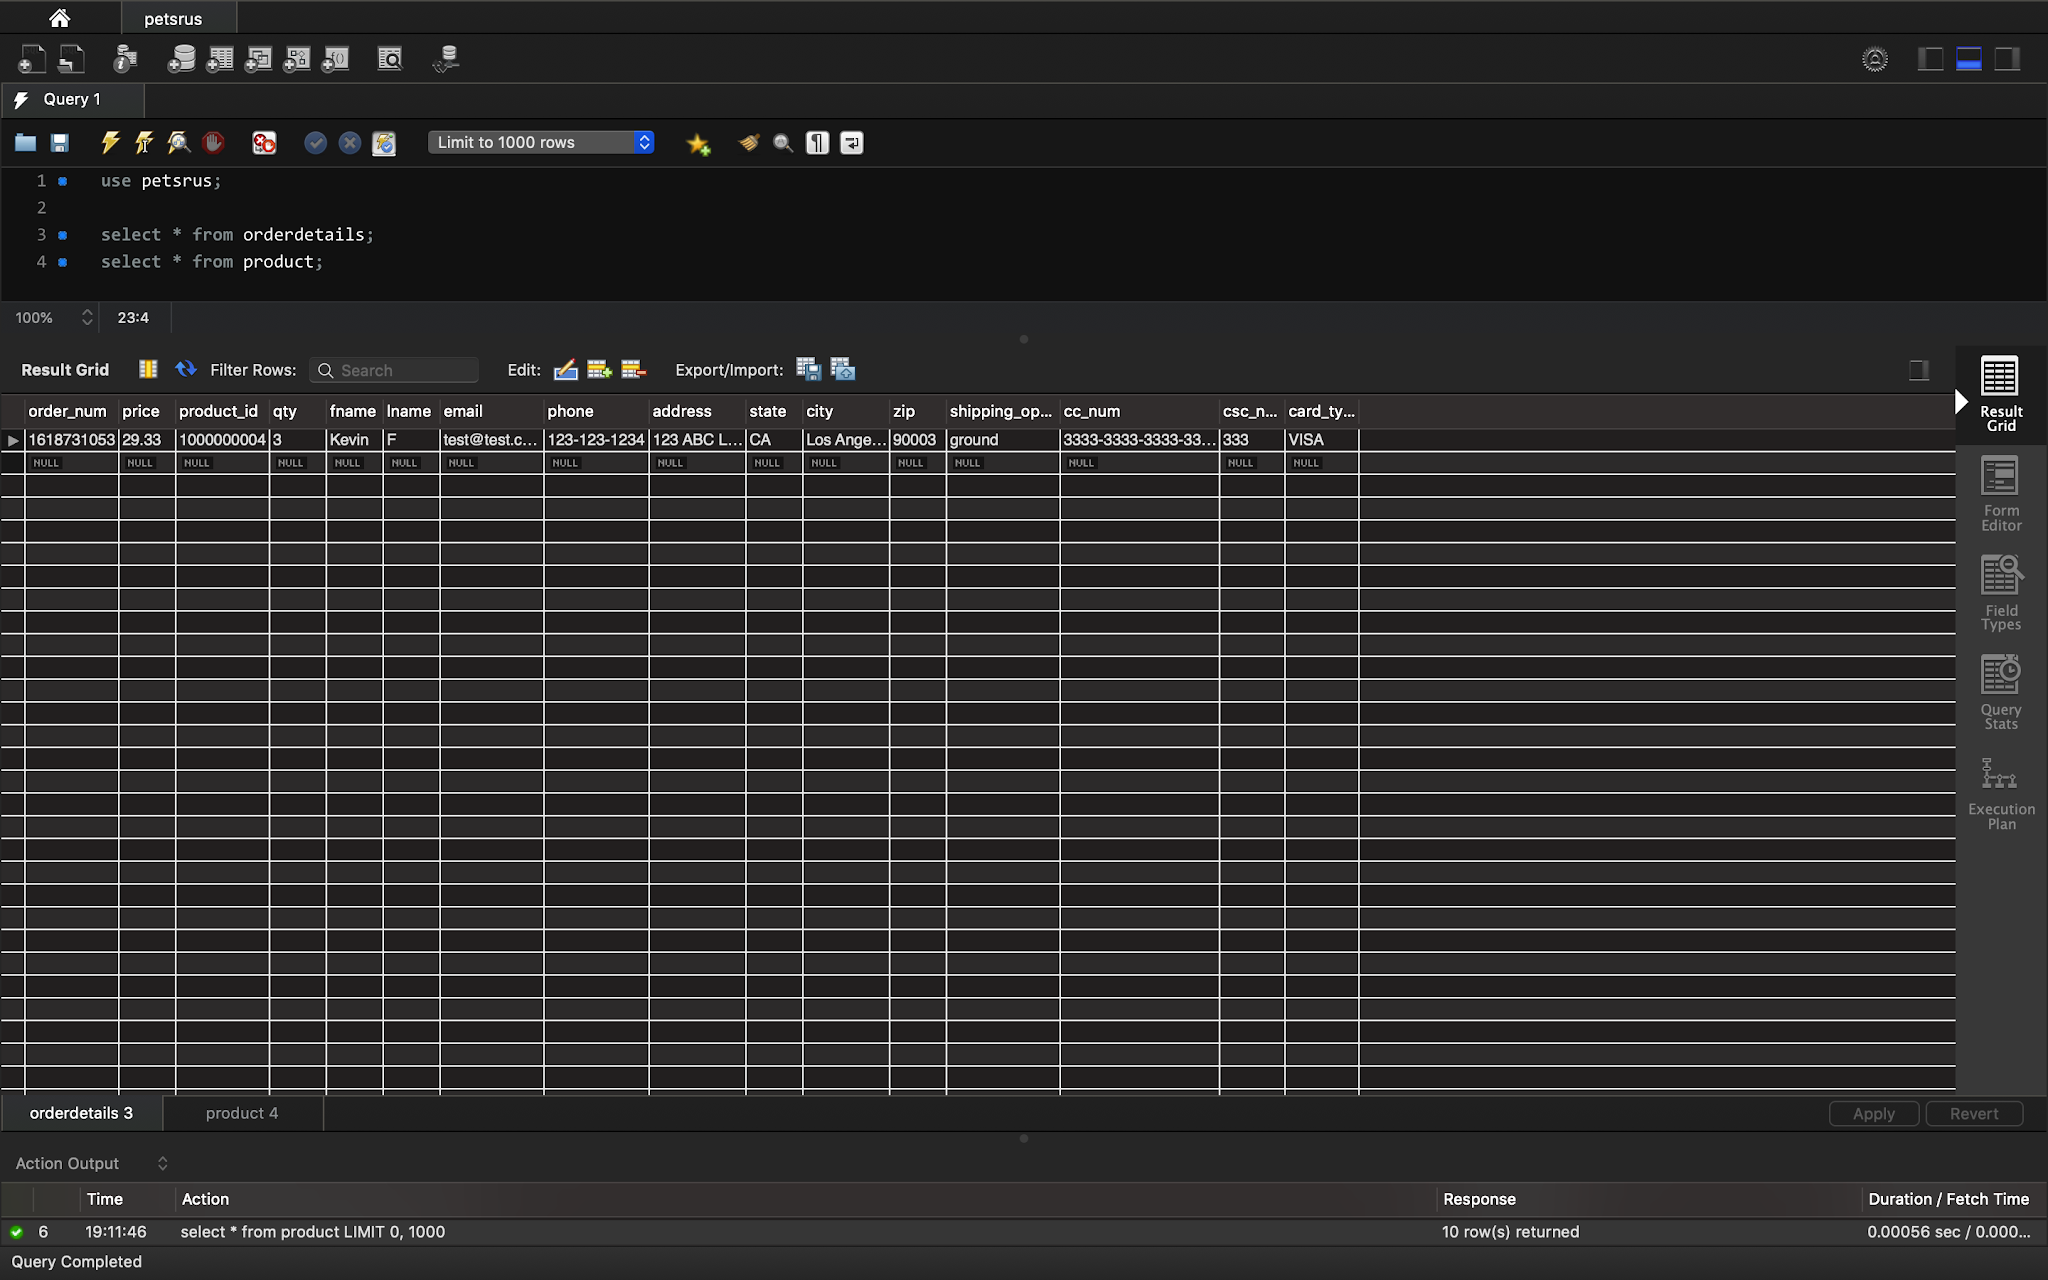 petsrus
Query 1
Limit to 1000 rows
1 use petsrus;
2
3 select * from orderdetails;
4 select * from product;
100% 23:4
Result Grid Filter Rows: Search Edit: Export/Import:
order_num price product_id qty fname lname email phone address state city zip shipping_op... cc_num csc_n... card_ty...
1618731053 29.33 1000000004 3 Kevin F test@test.c... 123-123-1234 123 ABC L... CA Los Ange... 90003 ground 3333-3333-3333-33... 333 VISA
NULL NULL NULL NULL NULL NULL NULL NULL NULL NULL NULL NULL NULL NULL NULL NULL
Result
Grid
Form
Editor
Field
Types
Query
Stats
Execution
Plan
orderdetails 3 product 4 Apply Revert
Action Output
Time Action Response Duration / Fetch Time
6 19:11:46 select * from product LIMIT 0, 1000 10 row(s) returned 0.00056 sec / 0.000...
Query Completed